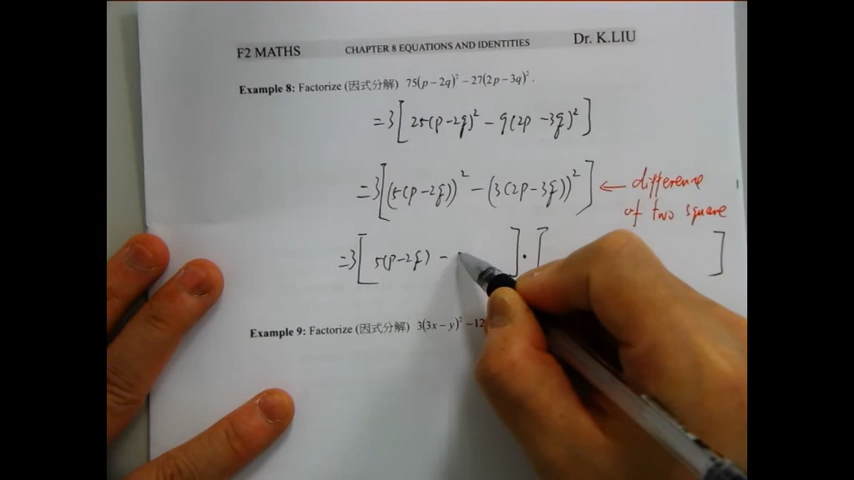 F2 MATHS CHAPTER 8 EQUATIONS AND IDENTITIES Dr. K.LIU
Example 8: Factorize (因式分解) 75(p−2q)²−27(2p−3q)².
=3[25(p−2q)²−9(2p−3q)²]
=3[(5(p−2q))²−(3(2p−3q))²] ← difference
of two square
=3[5(p−2q) − ]·[ ]
Example 9: Factorize (因式分解) 3(3x−y)²−12